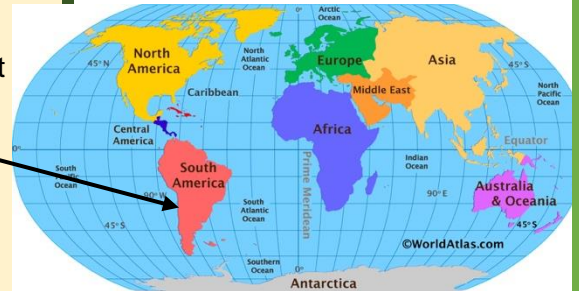 t
Arctic
Ocean
0°
North
America
45°N
North
Atlantic
Ocean
Europe
Asia
45°S
North
Pacific
Ocean
Middle East
Caribbean
Central
America
Africa
Equator
0°
South
Ocean
South
America
90°W
South
Atlantic
Ocean
Prime Meridean
Indian
Ocean
90°E
Australia
& Oceania
45°S
45°S
©WorldAtlas.com
Southern
Ocean
0°
Antarctica